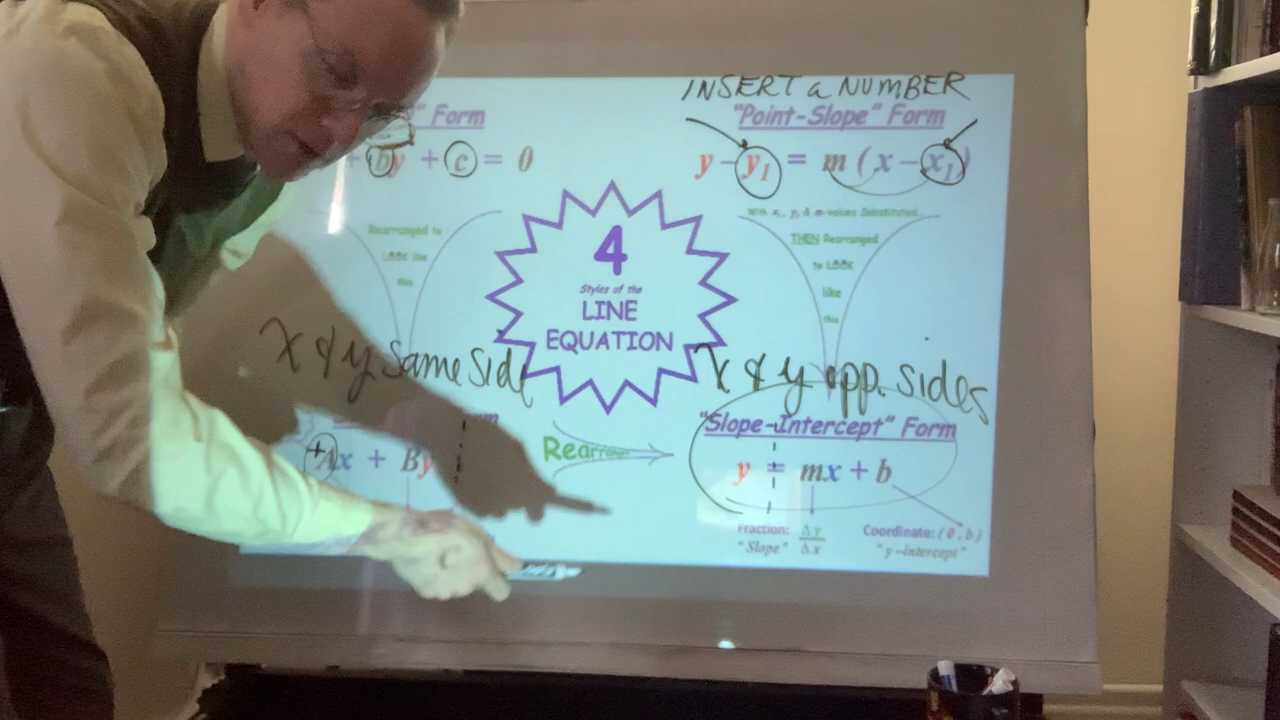 INSERT a NUMBER
" Form
"Point-Slope" Form
+ by + c = 0
y - y₁ = m (x - x₁)
With x₁, y₁ & m-values Substituted
Rearranged to
LOOK like
this
THEN Rearranged
to LOOK
like
this
4
Styles of the
LINE
EQUATION
x & y same side
x & y opp. sides
"Slope-Intercept" Form
Rearranged
+Ax + By
y = mx + b
Fraction: Δy
Δx
"Slope"
Coordinate: (0, b)
"y-intercept"